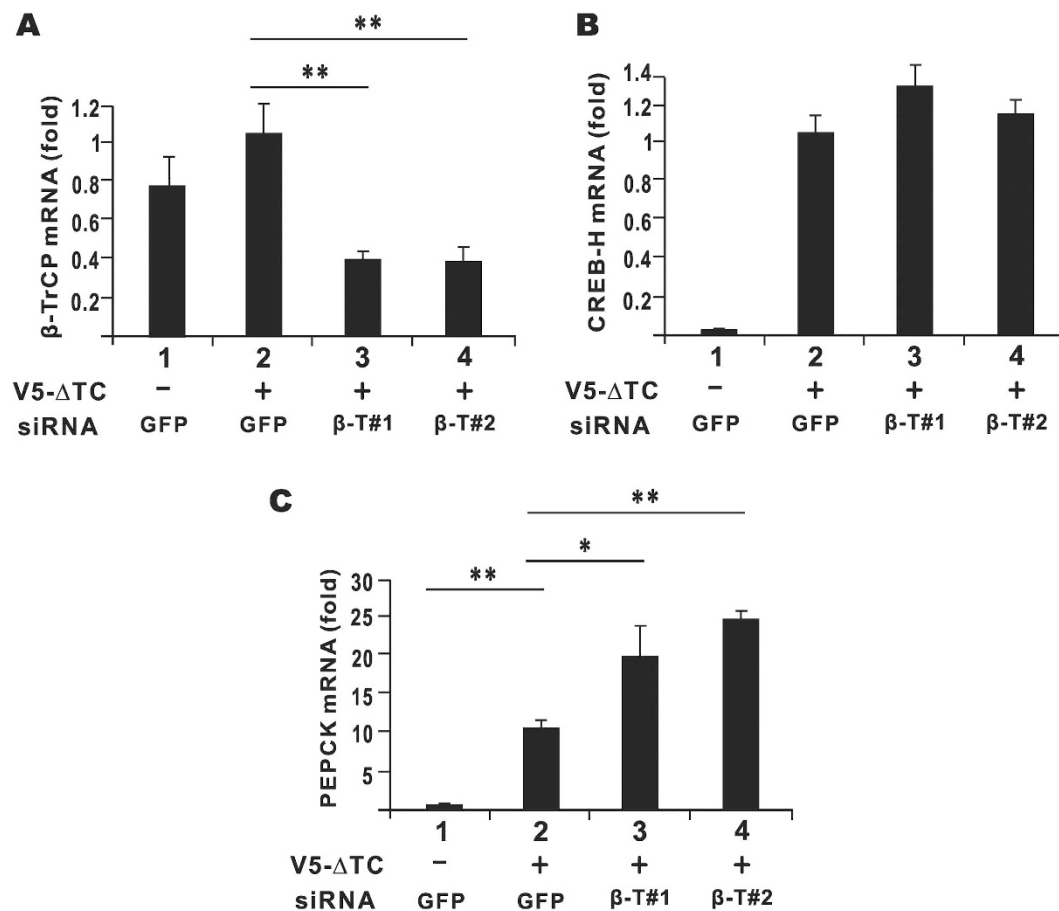 A
**
**
β-TrCP mRNA (fold)
1.2
1
0.8
0.6
0.4
0.2
1 2 3 4
V5-ΔTC − + + +
siRNA GFP GFP β-T#1 β-T#2
B
CREB-H mRNA (fold)
1.4
1.2
1
0.8
0.6
0.4
0.2
1 2 3 4
V5-ΔTC − + + +
siRNA GFP GFP β-T#1 β-T#2
C
**
*
**
PEPCK mRNA (fold)
30
25
20
15
10
5
1 2 3 4
V5-ΔTC − + + +
siRNA GFP GFP β-T#1 β-T#2